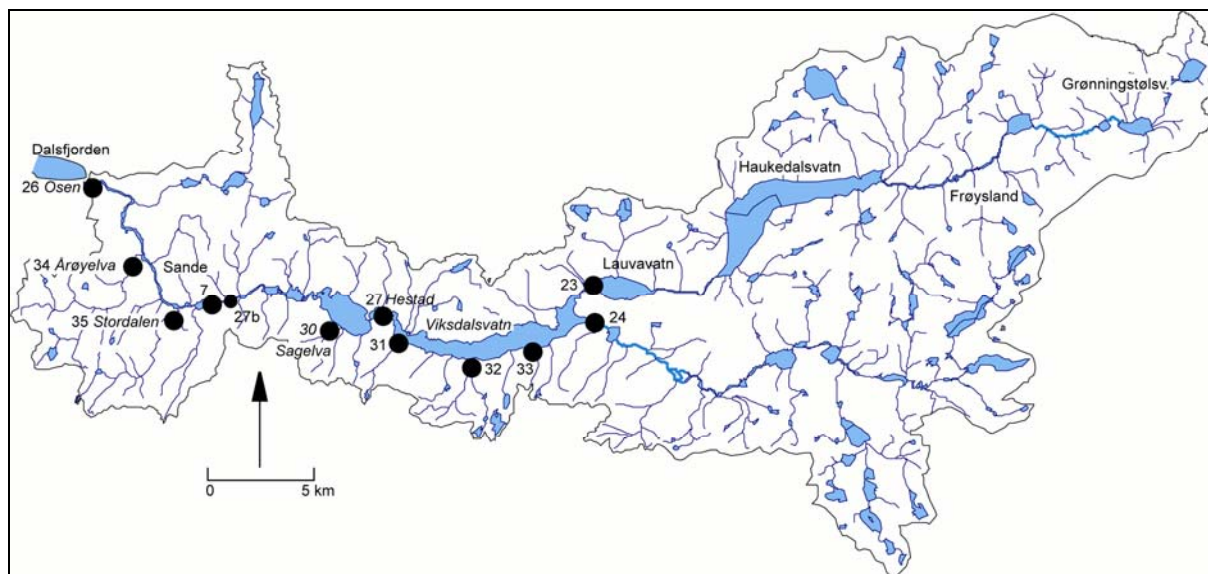 Grønningstølsv.
Dalsfjorden
Haukedalsvatn
26 Osen
Frøysland
34 Årøyelva
Sande
Lauvavatn
23
7
27 Hestad
27b
35 Stordalen
30
Sagelva
Viksdalsvatn
24
31
32
33
0
5 km